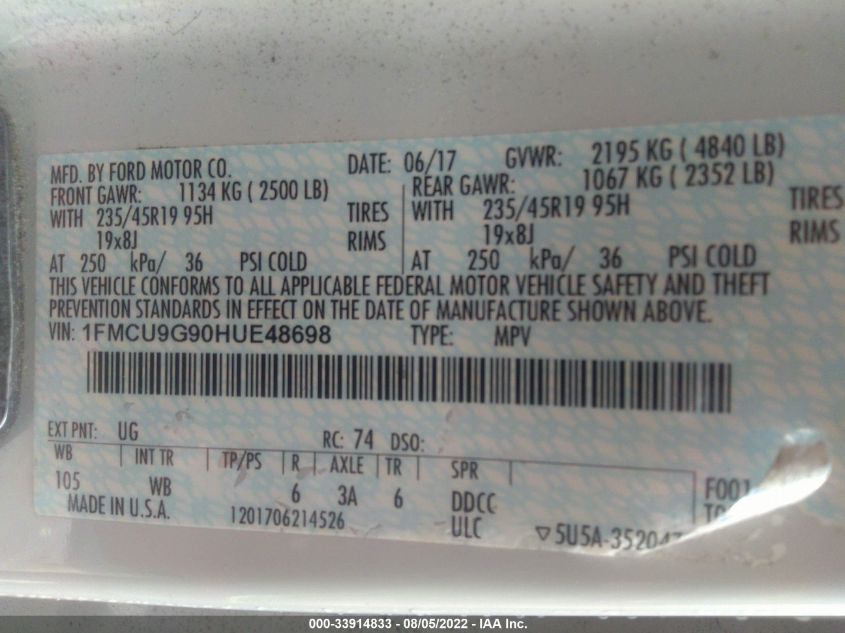 MFD. BY FORD MOTOR CO. DATE: 06/17 GVWR: 2195 KG ( 4840 LB)
FRONT GAWR: 1134 KG ( 2500 LB) REAR GAWR: 1067 KG ( 2352 LB)
WITH 235/45R19 95H TIRES WITH 235/45R19 95H TIRES
19x8J RIMS 19x8J RIMS
AT 250 kPa/ 36 PSI COLD AT 250 kPa/ 36 PSI COLD
THIS VEHICLE CONFORMS TO ALL APPLICABLE FEDERAL MOTOR VEHICLE SAFETY AND THEFT
PREVENTION STANDARDS IN EFFECT ON THE DATE OF MANUFACTURE SHOWN ABOVE.
VIN: 1FMCU9G90HUE48698 TYPE: MPV
EXT PNT: UG RC: 74 DSO:
WB INT TR TP/PS R AXLE TR SPR
105 WB 6 3A 6 DDCC F001
MADE IN U.S.A. 1201706214526 ULC ▽5U5A-352047
000-33914833 - 08/05/2022 - IAA Inc.